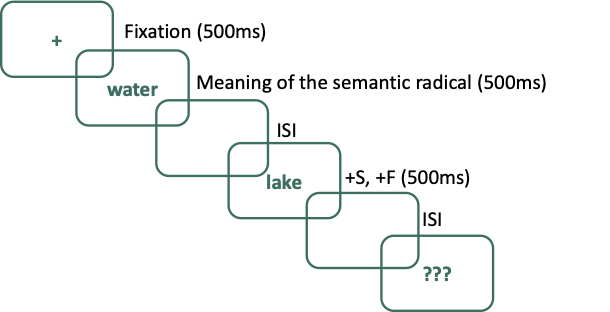 +
Fixation (500ms)
water
Meaning of the semantic radical (500ms)
ISI
lake
+S, +F (500ms)
ISI
???